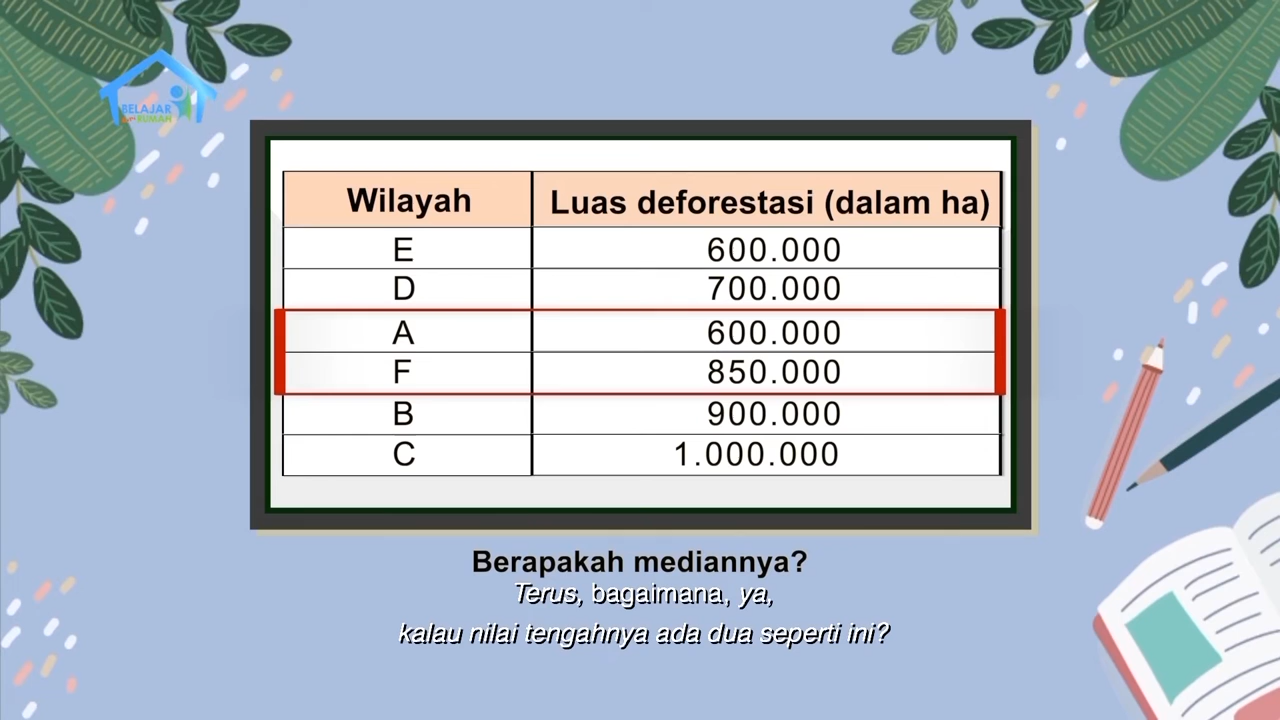 BELAJAR
dari RUMAH
Wilayah Luas deforestasi (dalam ha)
E 600.000
D 700.000
A 600.000
F 850.000
B 900.000
C 1.000.000
Berapakah mediannya?
Terus, bagaimana, ya,
kalau nilai tengahnya ada dua seperti ini?